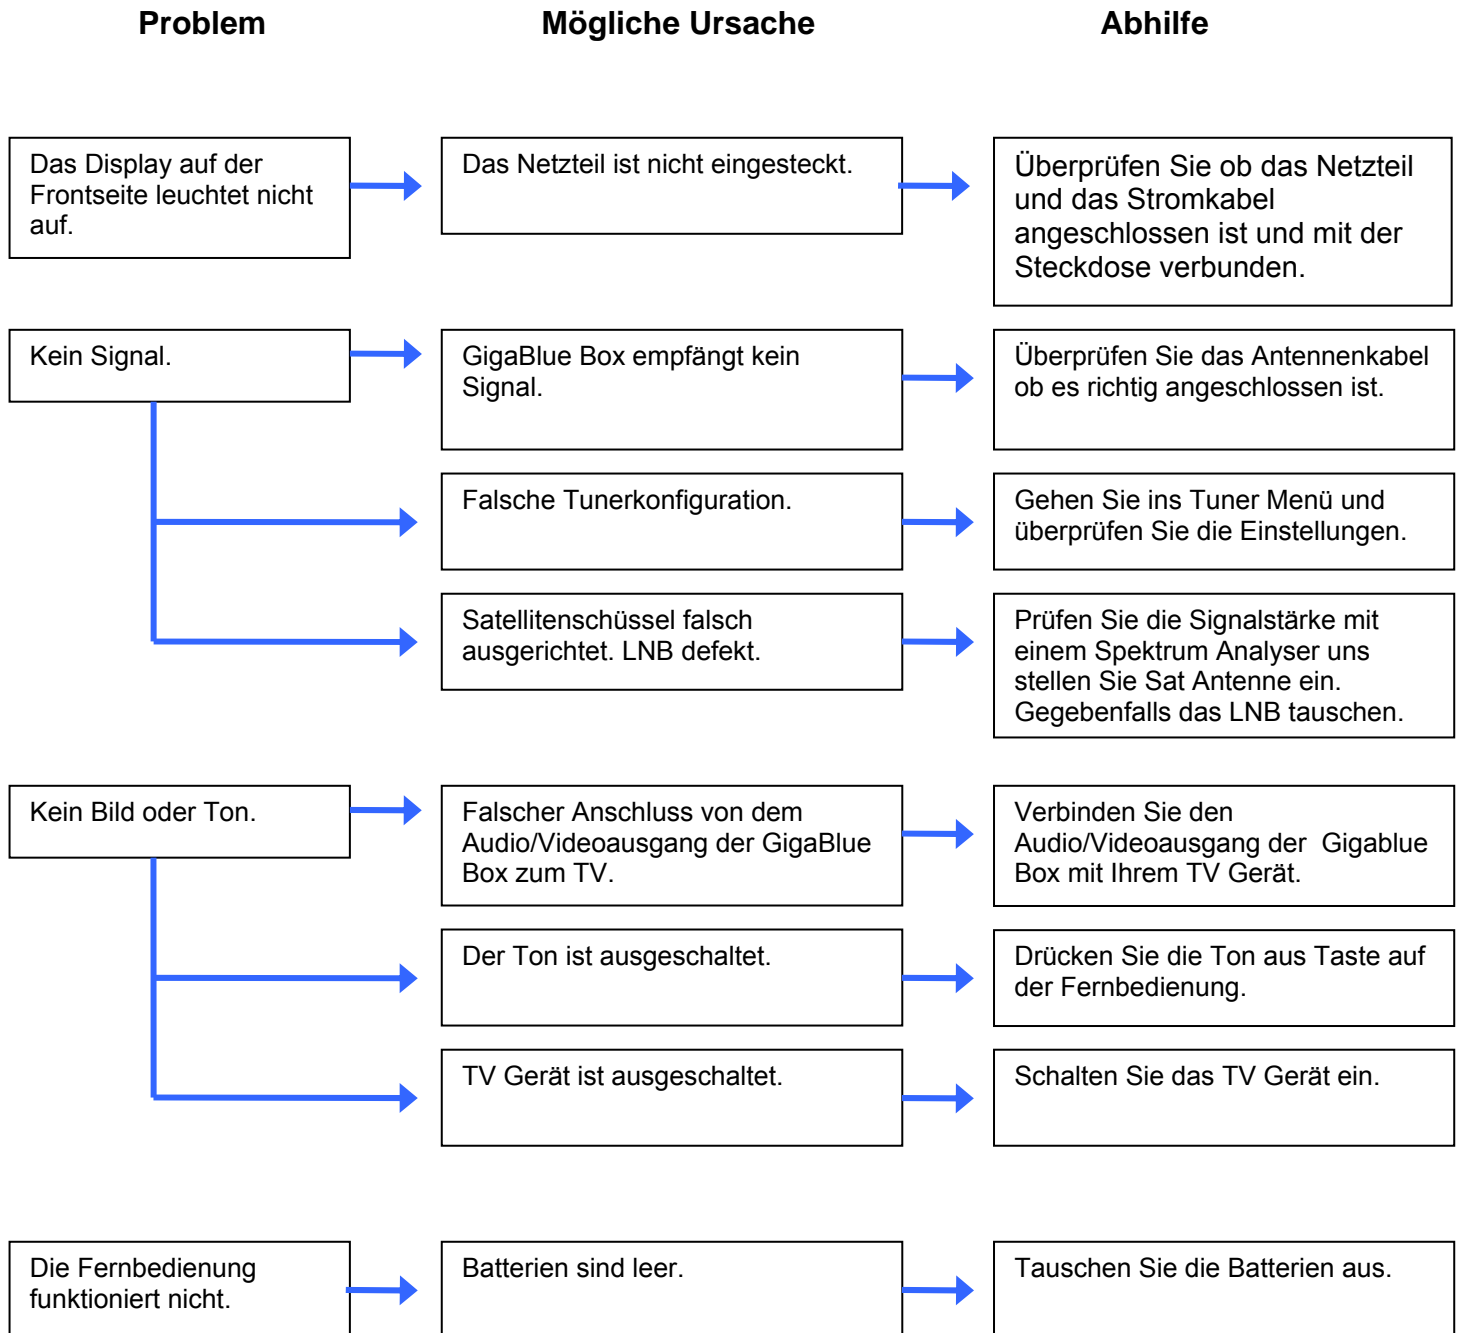 Problem
Mögliche Ursache
Abhilfe
Das Display auf der
Frontseite leuchtet nicht
auf.
Das Netzteil ist nicht eingesteckt.
Überprüfen Sie ob das Netzteil
und das Stromkabel
angeschlossen ist und mit der
Steckdose verbunden.
Kein Signal.
GigaBlue Box empfängt kein
Signal.
Überprüfen Sie das Antennenkabel
ob es richtig angeschlossen ist.
Falsche Tunerkonfiguration.
Gehen Sie ins Tuner Menü und
überprüfen Sie die Einstellungen.
Satellitenschüssel falsch
ausgerichtet. LNB defekt.
Prüfen Sie die Signalstärke mit
einem Spektrum Analyser uns
stellen Sie Sat Antenne ein.
Gegebenfalls das LNB tauschen.
Kein Bild oder Ton.
Falscher Anschluss von dem
Audio/Videoausgang der GigaBlue
Box zum TV.
Verbinden Sie den
Audio/Videoausgang der  Gigablue
Box mit Ihrem TV Gerät.
Der Ton ist ausgeschaltet.
Drücken Sie die Ton aus Taste auf
der Fernbedienung.
TV Gerät ist ausgeschaltet.
Schalten Sie das TV Gerät ein.
Die Fernbedienung
funktioniert nicht.
Batterien sind leer.
Tauschen Sie die Batterien aus.